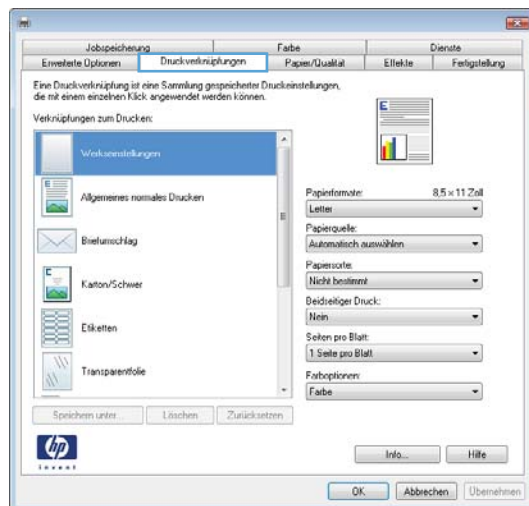 Jobspeicherung Farbe Dienste
Erweiterte Optionen Druckverknüpfungen Papier/Qualität Effekte Fertigstellung
Eine Druckverknüpfung ist eine Sammlung gespeicherter Druckeinstellungen,
die mit einem einzelnen Klick angewendet werden können.
Verknüpfungen zum Drucken:
Werkseinstellungen
Allgemeines normales Drucken
Briefumschlag
Karton/Schwer
Etiketten
Transparentfolie
Speichern unter... Löschen Zurücksetzen
E
Papierformate: 8,5 × 11 Zoll
Letter
Papierquelle:
Automatisch auswählen
Papiersorte:
Nicht bestimmt
Beidseitiger Druck:
Nein
Seiten pro Blatt:
1 Seite pro Blatt
Farboptionen:
Farbe
hp
invent
Info... Hilfe
OK Abbrechen Übernehmen